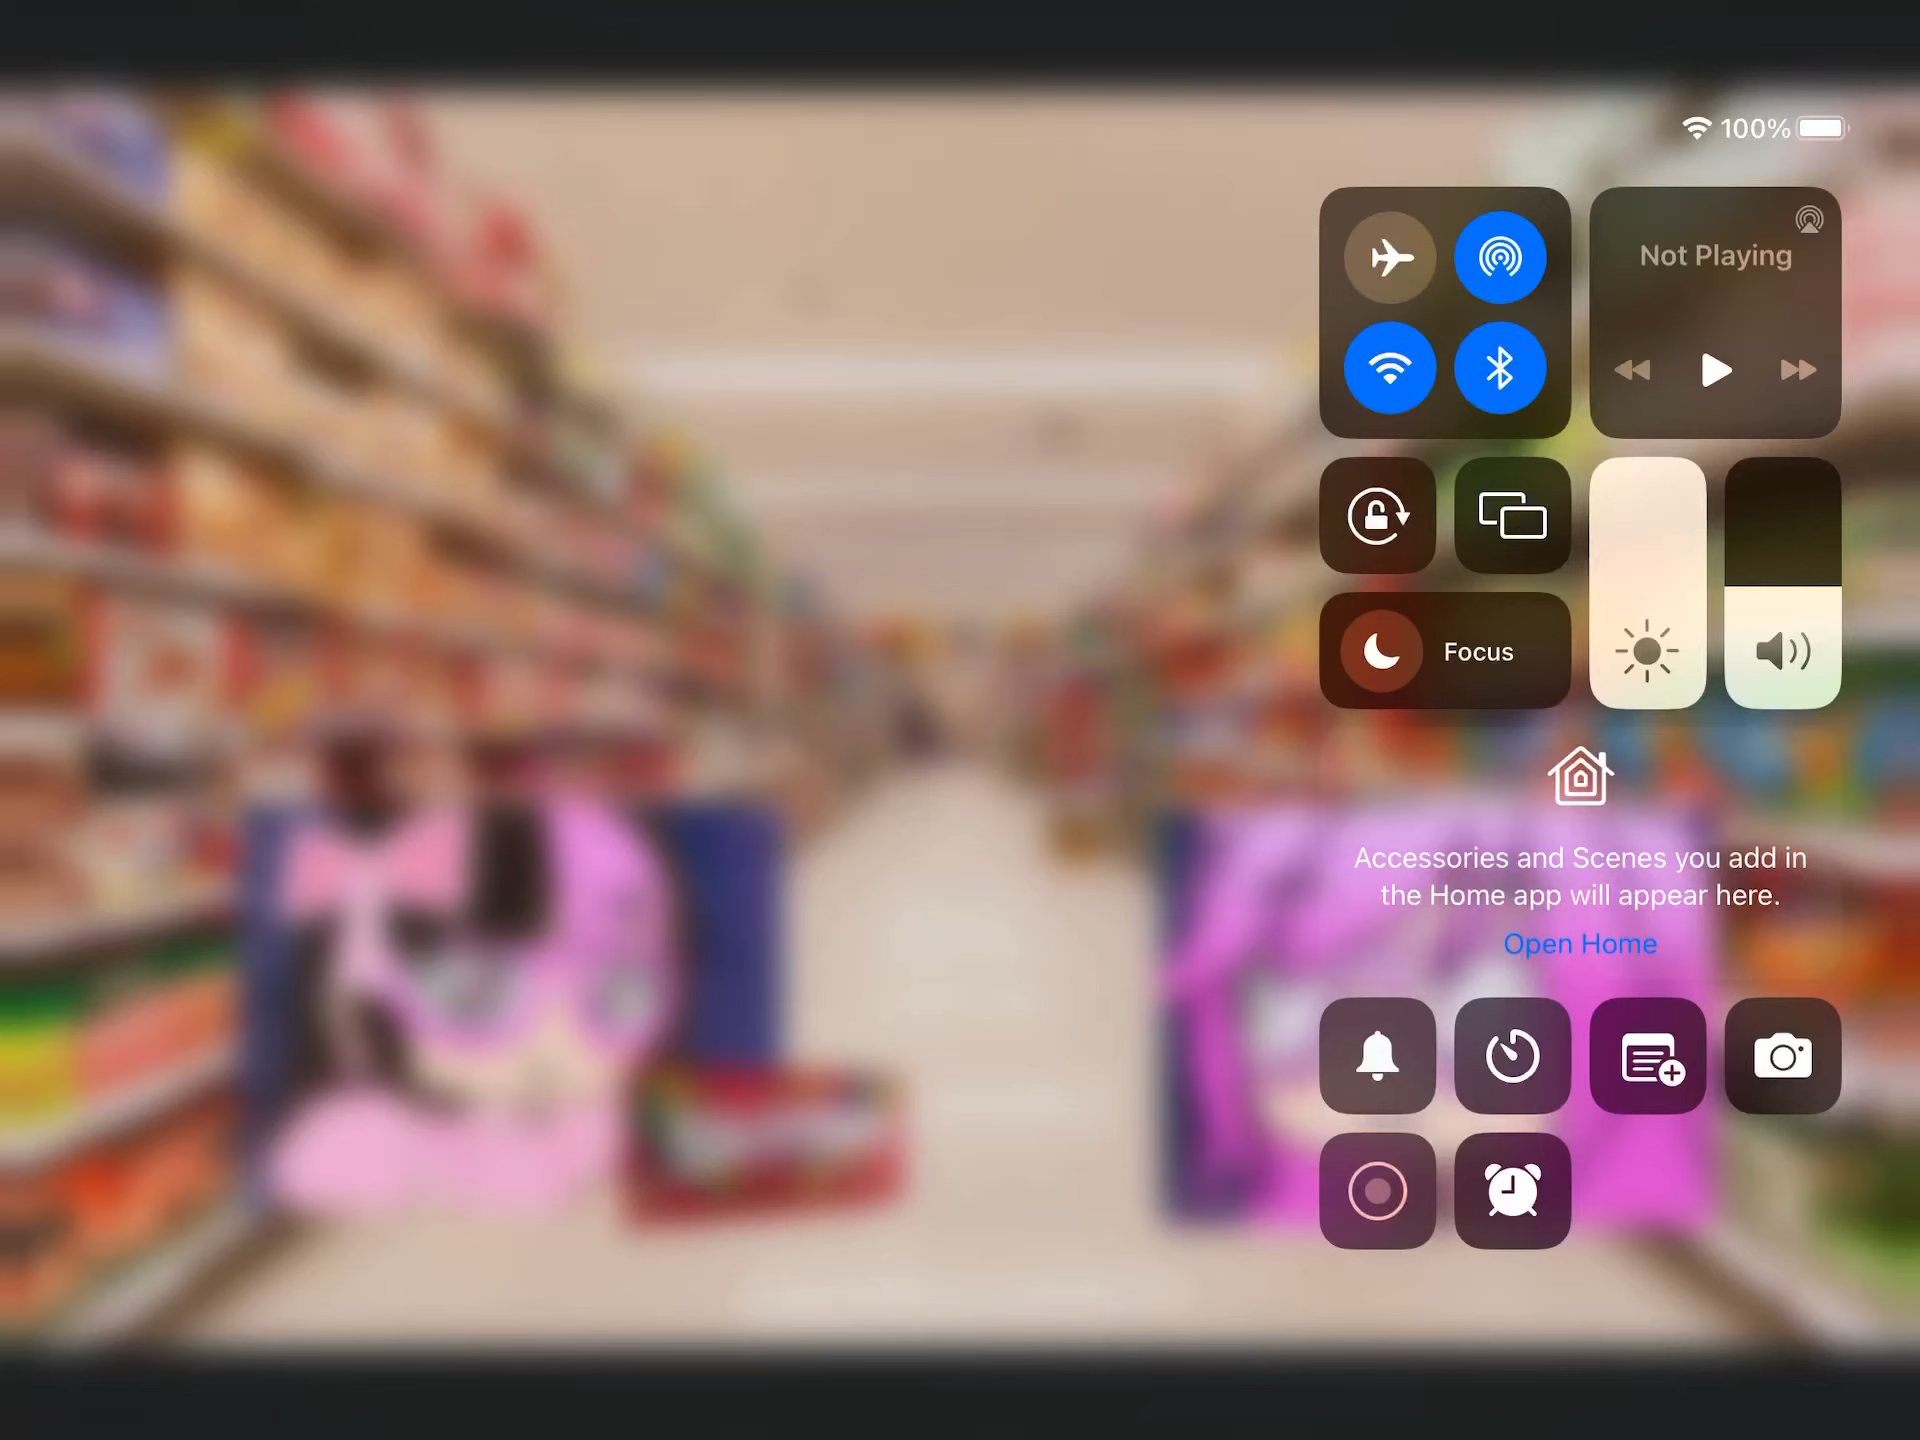 100%
Not Playing
Focus
Accessories and Scenes you add in
the Home app will appear here.
Open Home